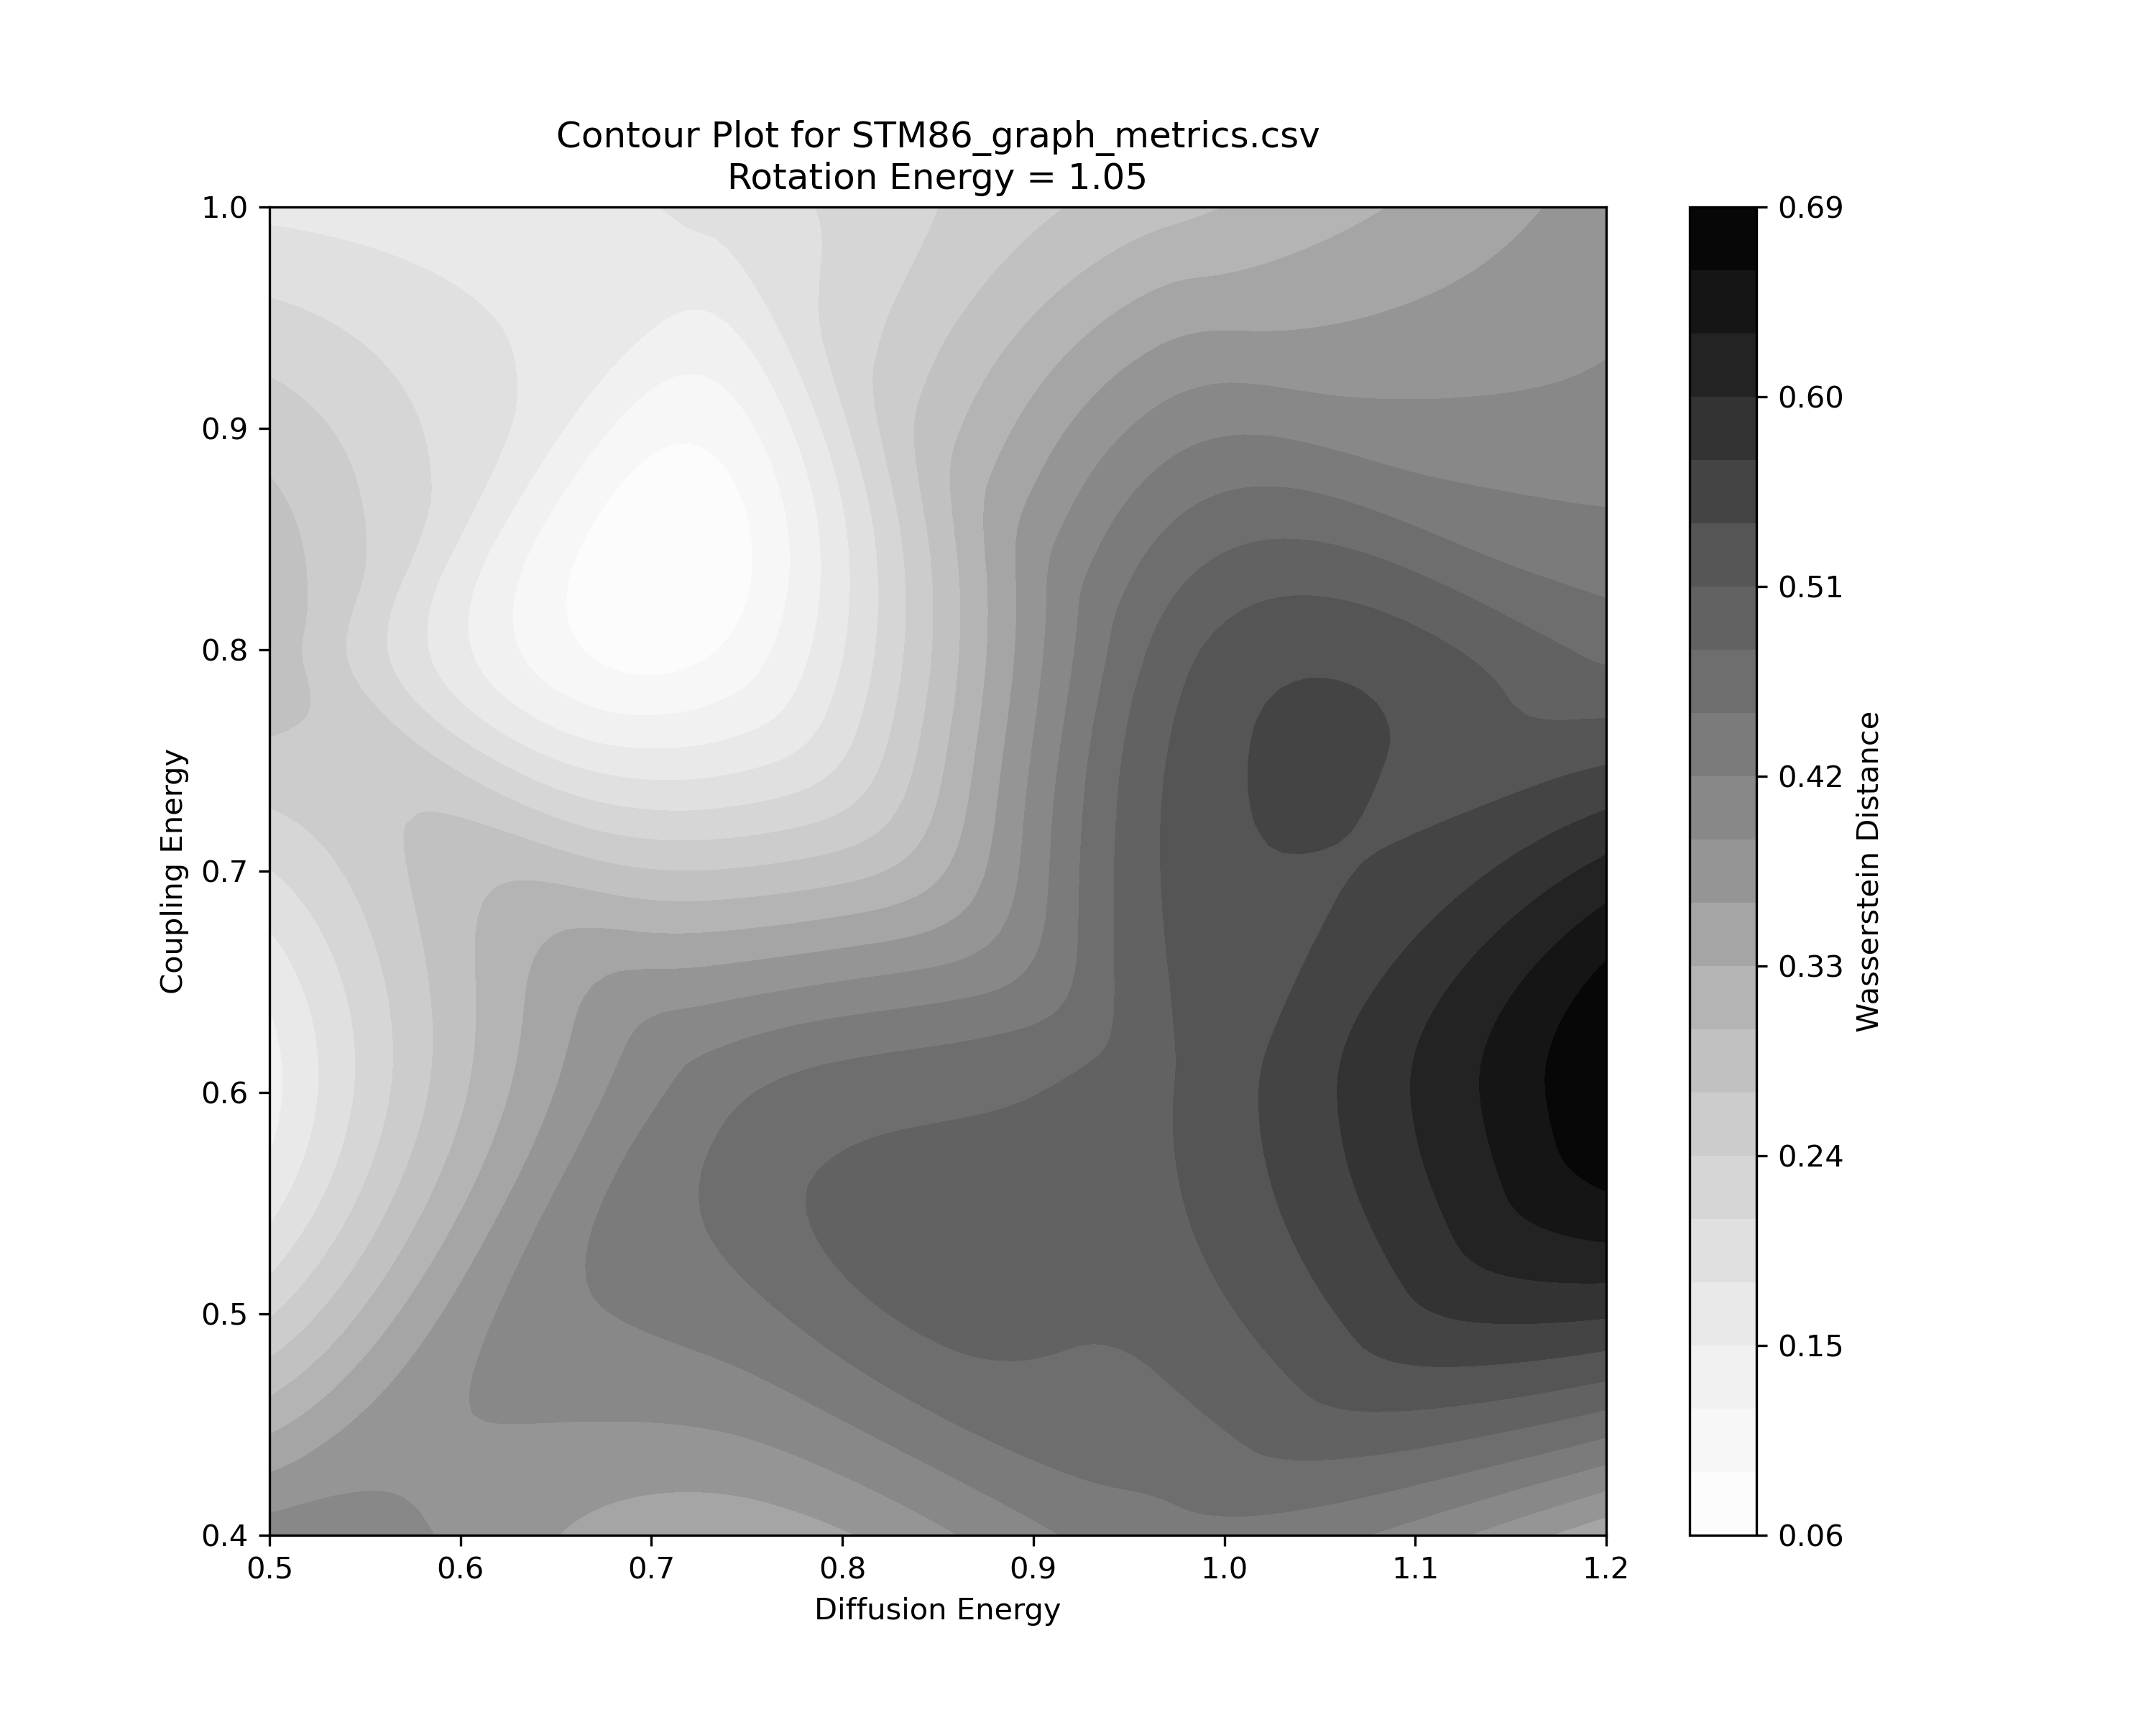 Contour Plot for STM86_graph_metrics.csv
Rotation Energy = 1.05
1.0
0.9
0.8
0.7
0.6
0.5
0.4
Coupling Energy
0.5 0.6 0.7 0.8 0.9 1.0 1.1 1.2
Diffusion Energy
0.69
0.60
0.51
0.42
0.33
0.24
0.15
0.06
Wasserstein Distance